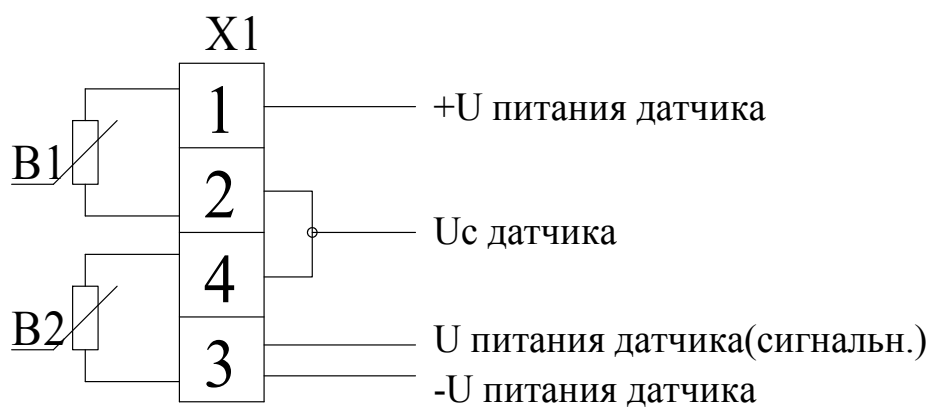 X1
1
+U питания датчика
B1
2
Uc датчика
4
B2
U питания датчика(сигнальн.)
3
-U питания датчика